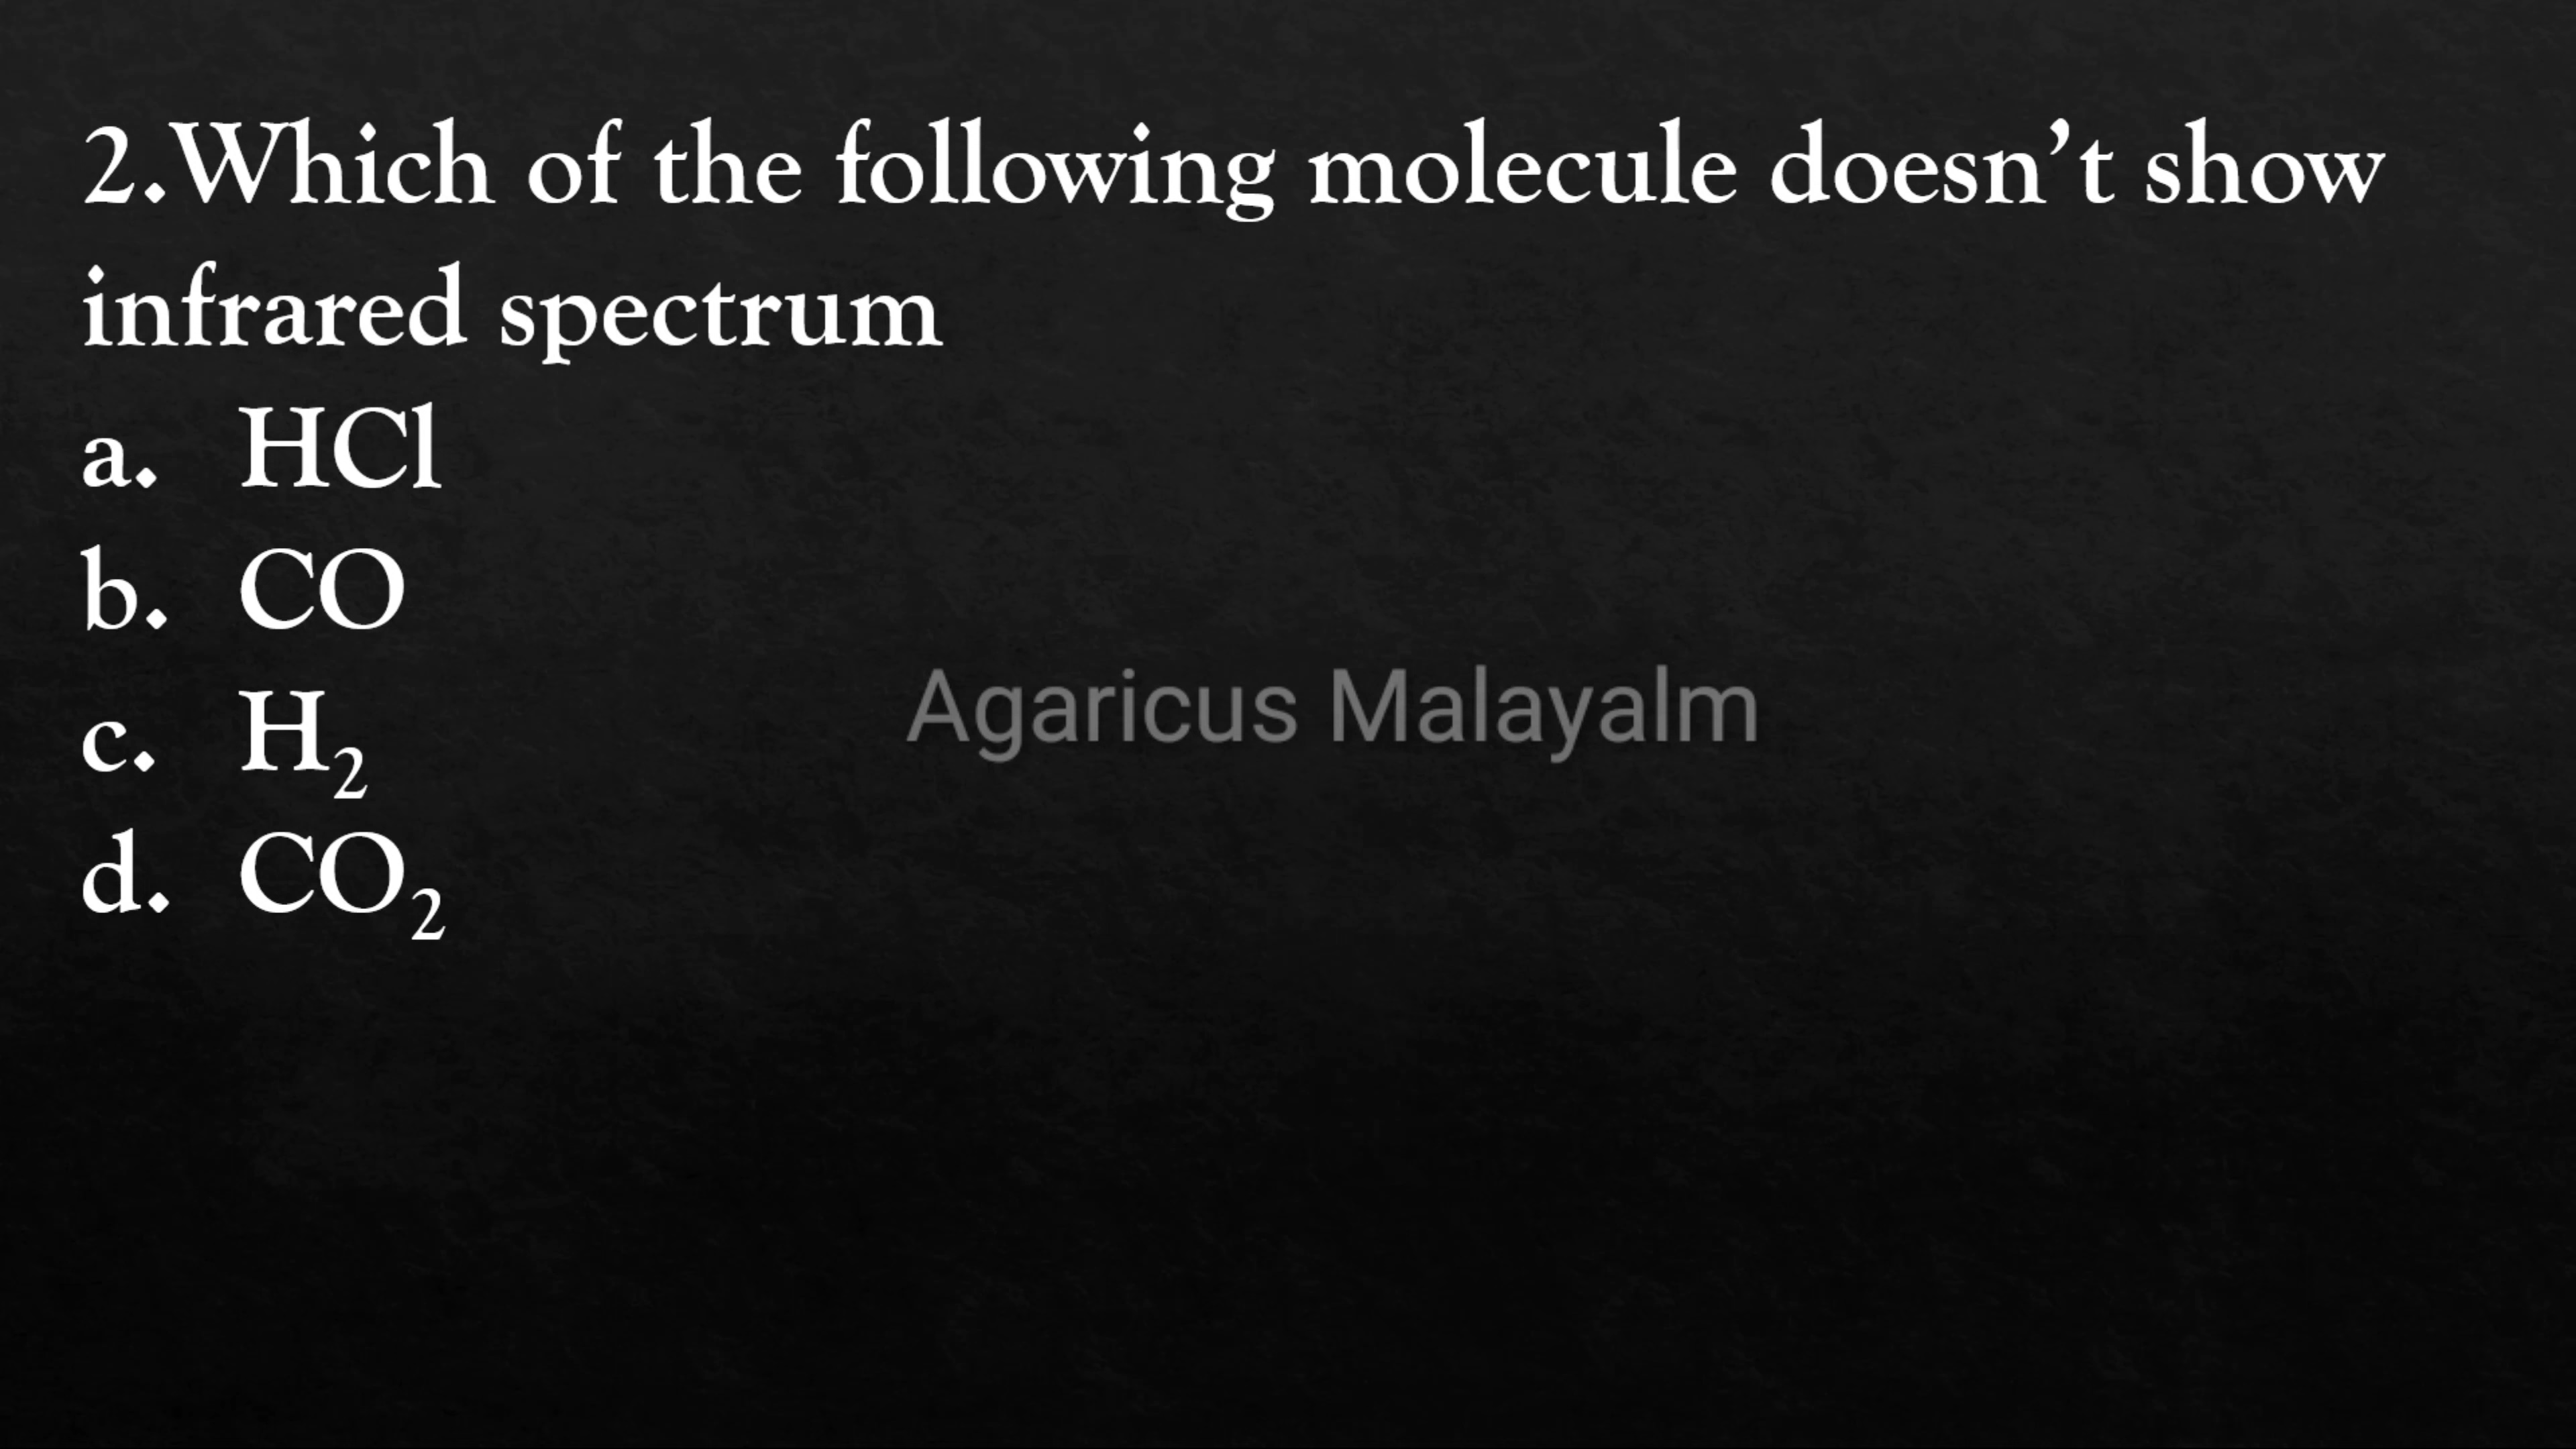 2.Which of the following molecule doesn’t show
infrared spectrum
a. HCl
b. CO
Agaricus Malayalm
c. H₂
d. CO₂